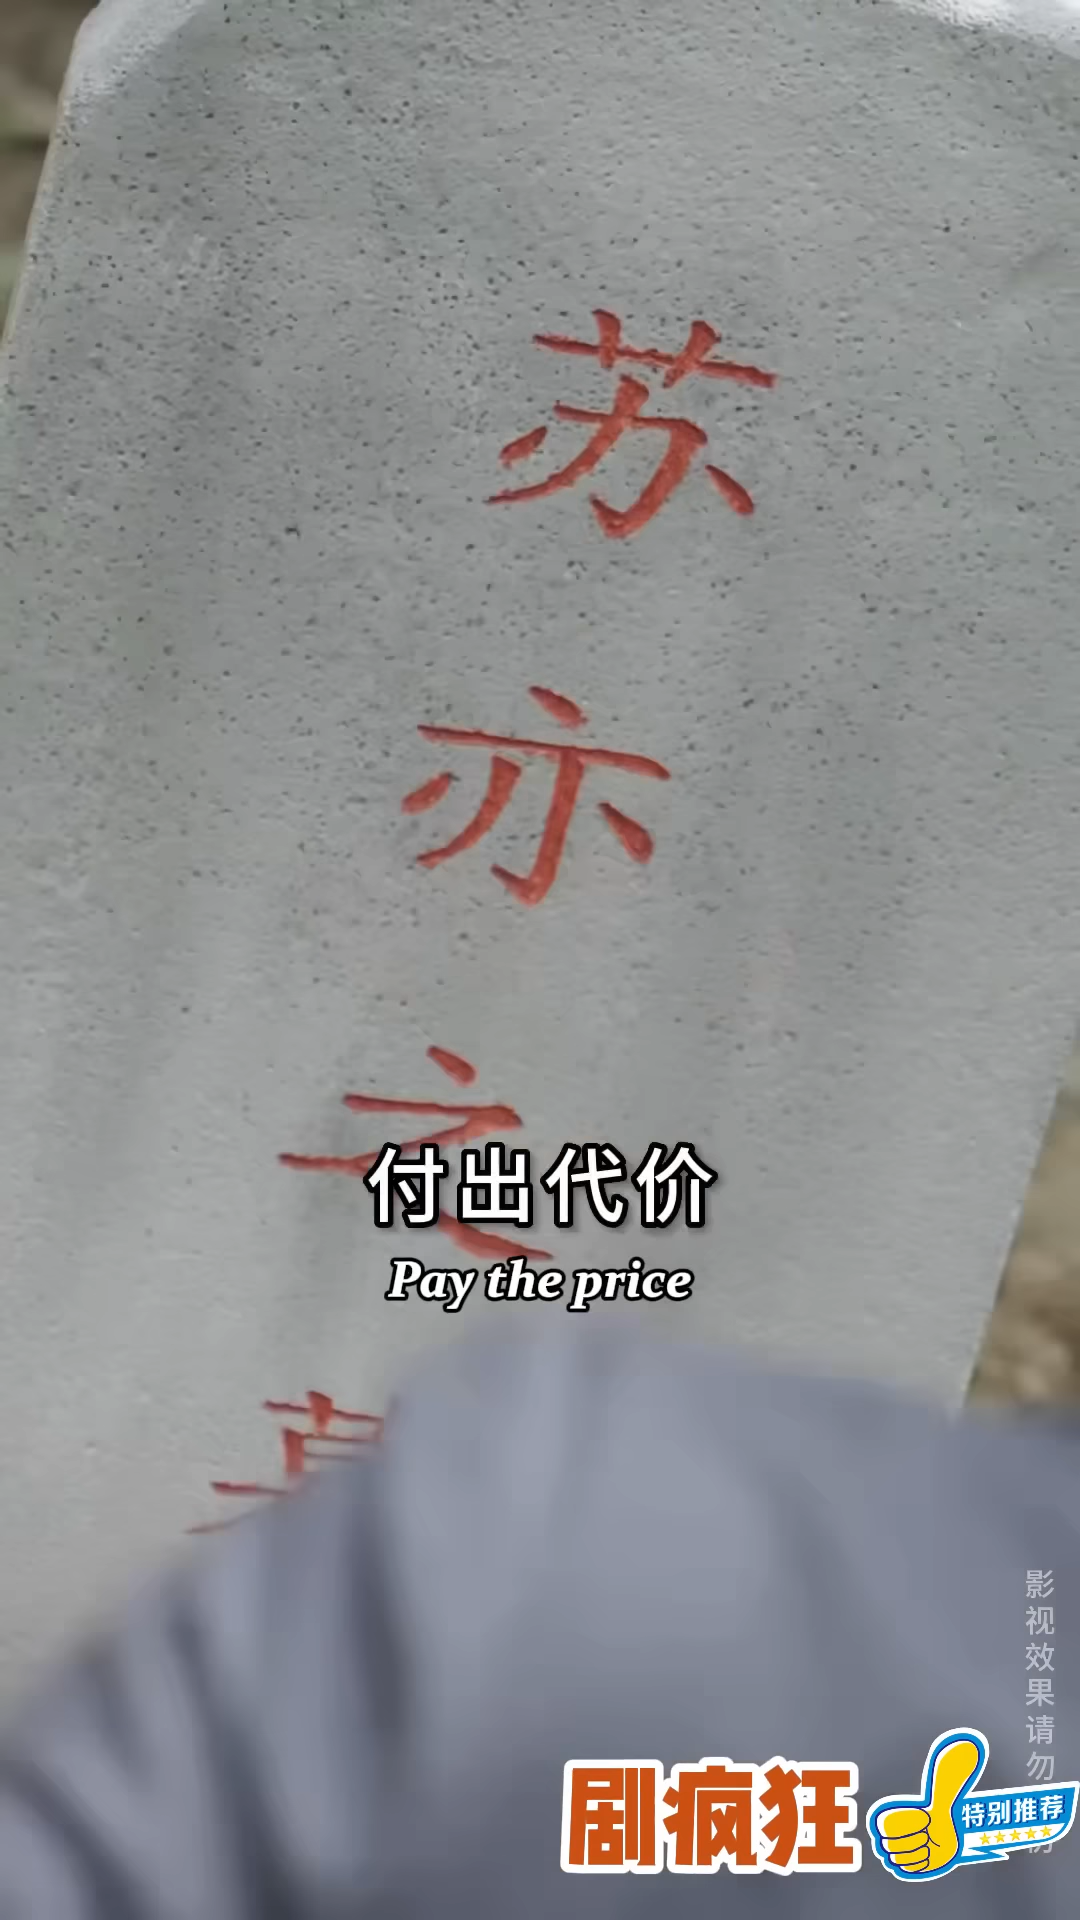 苏
亦
之
付出代价
Pay the price
影视效果请勿
剧疯狂
特别推荐